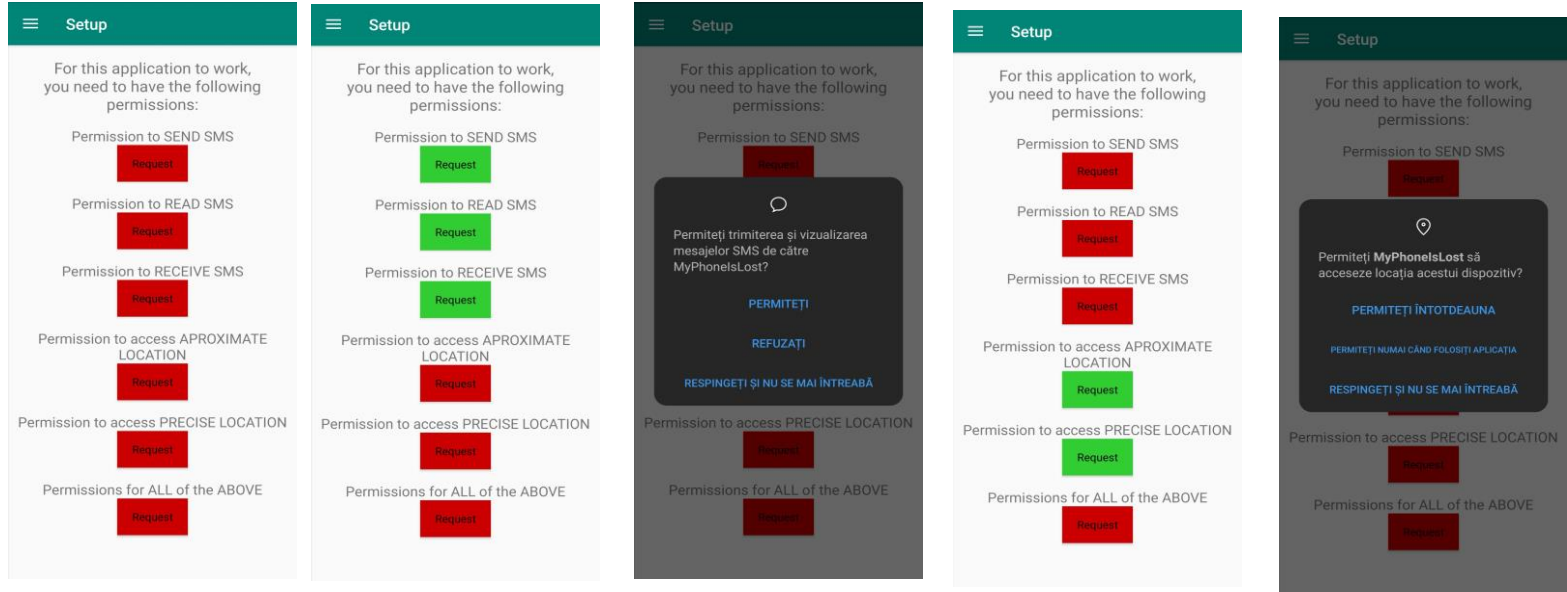 Setup
For this application to work,
you need to have the following
permissions:
Permission to SEND SMS
Request
Permission to READ SMS
Request
Permission to RECEIVE SMS
Request
Permission to access APROXIMATE
LOCATION
Request
Permission to access PRECISE LOCATION
Request
Permissions for ALL of the ABOVE
Request
Setup
For this application to work,
you need to have the following
permissions:
Permission to SEND SMS
Request
Permission to READ SMS
Request
Permission to RECEIVE SMS
Request
Permission to access APROXIMATE
LOCATION
Request
Permission to access PRECISE LOCATION
Request
Permissions for ALL of the ABOVE
Request
Setup
For this application to work,
you need to have the following
permissions:
Permission to SEND SMS
Request
Permiteți trimiterea și vizualizarea
mesajelor SMS de către
MyPhoneIsLost?
PERMITEȚI
REFUZAȚI
RESPINGEȚI ȘI NU SE MAI ÎNTREABĂ
Permission to access PRECISE LOCATION
Request
Permissions for ALL of the ABOVE
Request
Setup
For this application to work,
you need to have the following
permissions:
Permission to SEND SMS
Request
Permission to READ SMS
Request
Permission to RECEIVE SMS
Request
Permission to access APROXIMATE
LOCATION
Request
Permission to access PRECISE LOCATION
Request
Permissions for ALL of the ABOVE
Request
Setup
For this application to work,
you need to have the following
permissions:
Permission to SEND SMS
Request
Permiteți MyPhoneIsLost să
acceseze locația acestui dispozitiv?
PERMITEȚI ÎNTOTDEAUNA
PERMITEȚI NUMAI CÂND FOLOSIȚI APLICAȚIA
RESPINGEȚI ȘI NU SE MAI ÎNTREABĂ
Permission to access PRECISE LOCATION
Request
Permissions for ALL of the ABOVE
Request